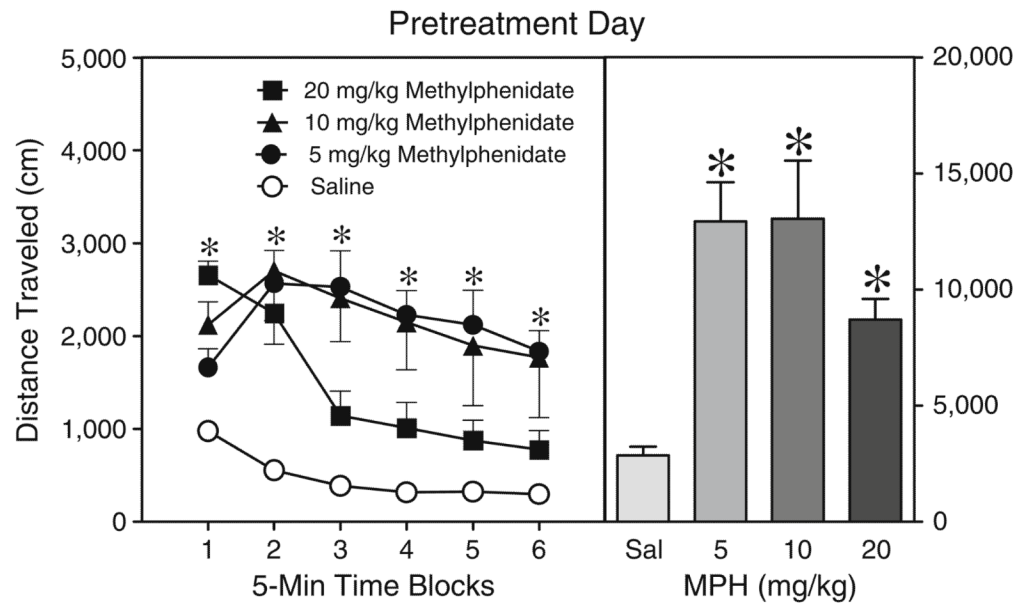 Pretreatment Day
5,000
4,000
3,000
2,000
1,000
0
Distance Traveled (cm)
20 mg/kg Methylphenidate
10 mg/kg Methylphenidate
5 mg/kg Methylphenidate
Saline
* * * * * *
1 2 3 4 5 6
5-Min Time Blocks
* * *
20,000
15,000
10,000
5,000
0
Sal 5 10 20
MPH (mg/kg)